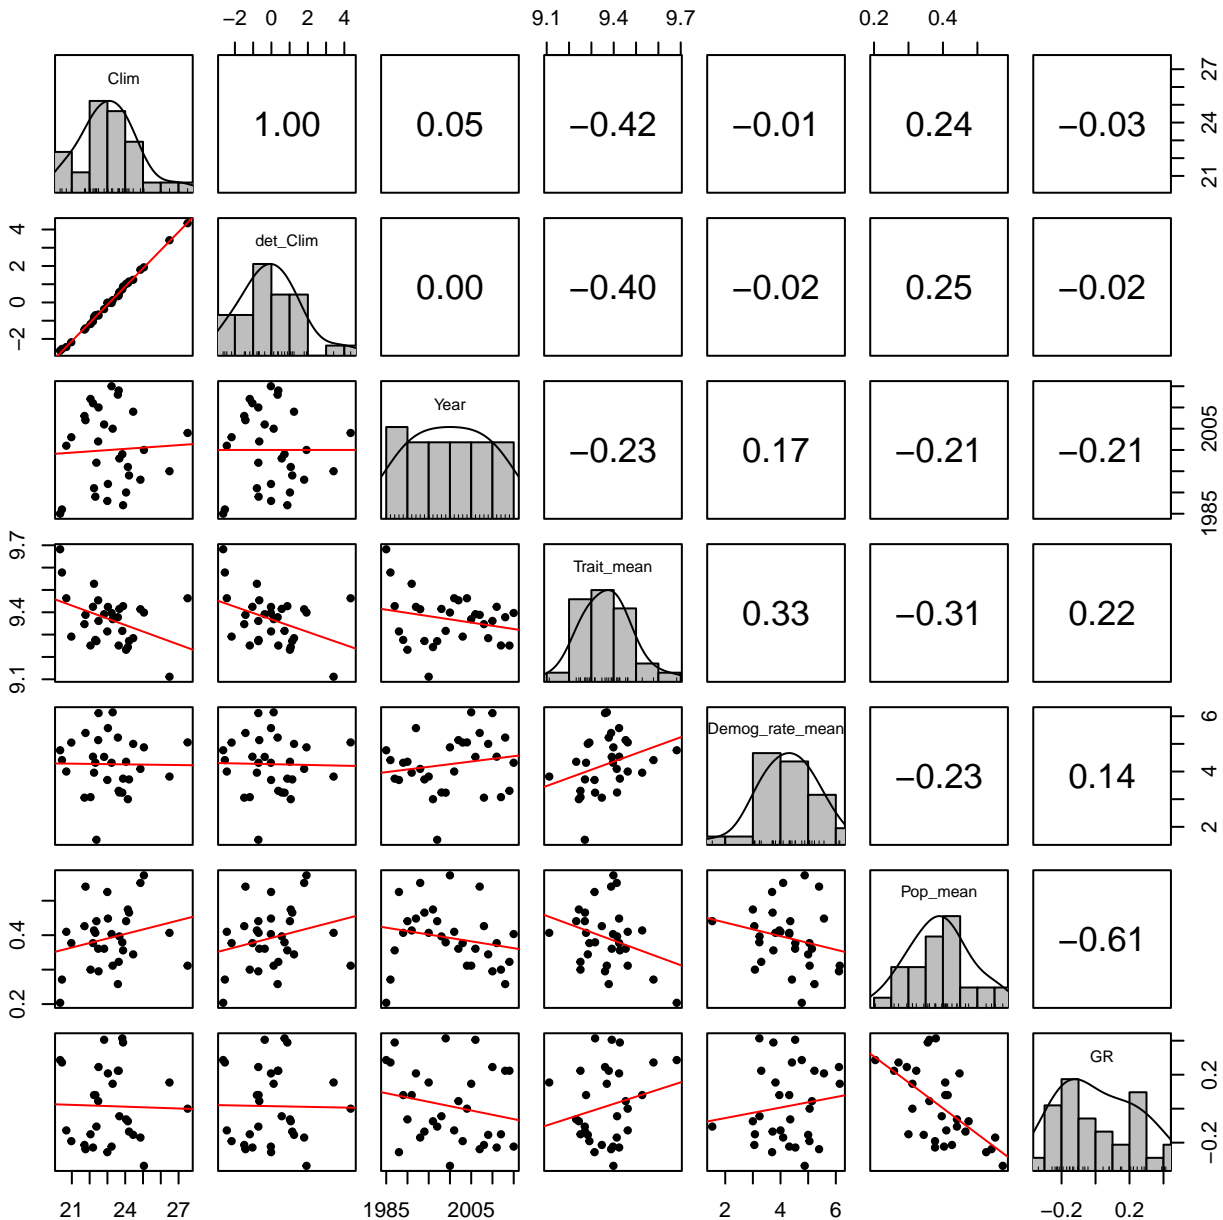 −2 0 2 4 9.1 9.4 9.7 0.2 0.4
Clim 1.00 0.05 −0.42 −0.01 0.24 −0.03 21 24 27
−2 0 2 4 det_Clim 0.00 −0.40 −0.02 0.25 −0.02
Year −0.23 0.17 −0.21 −0.21 1985 2005
9.1 9.4 9.7 Trait_mean 0.33 −0.31 0.22
Demog_rate_mean −0.23 0.14 2 4 6
0.2 0.4 Pop_mean −0.61
GR −0.2 0.2
21 24 27 1985 2005 2 4 6 −0.2 0.2